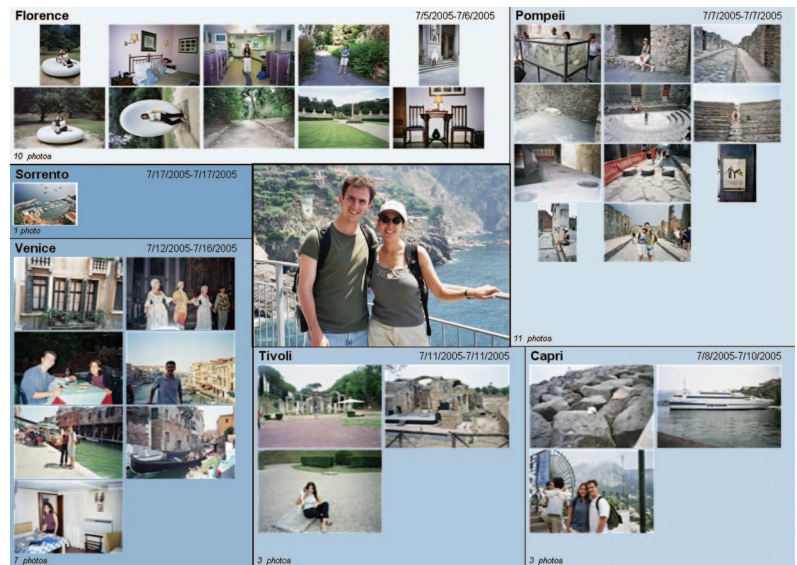 Florence 7/5/2005-7/6/2005
10 photos
Pompeii 7/7/2005-7/7/2005
11 photos
Sorrento 7/17/2005-7/17/2005
1 photo
Venice 7/12/2005-7/16/2005
7 photos
Tivoli 7/11/2005-7/11/2005
3 photos
Capri 7/8/2005-7/10/2005
3 photos